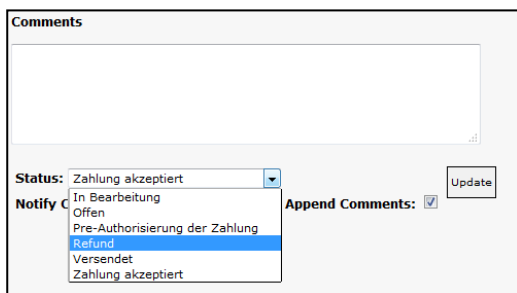 Comments
Status: Zahlung akzeptiert
Update
Notify C
Append Comments:
In Bearbeitung
Offen
Pre-Authorisierung der Zahlung
Refund
Versendet
Zahlung akzeptiert